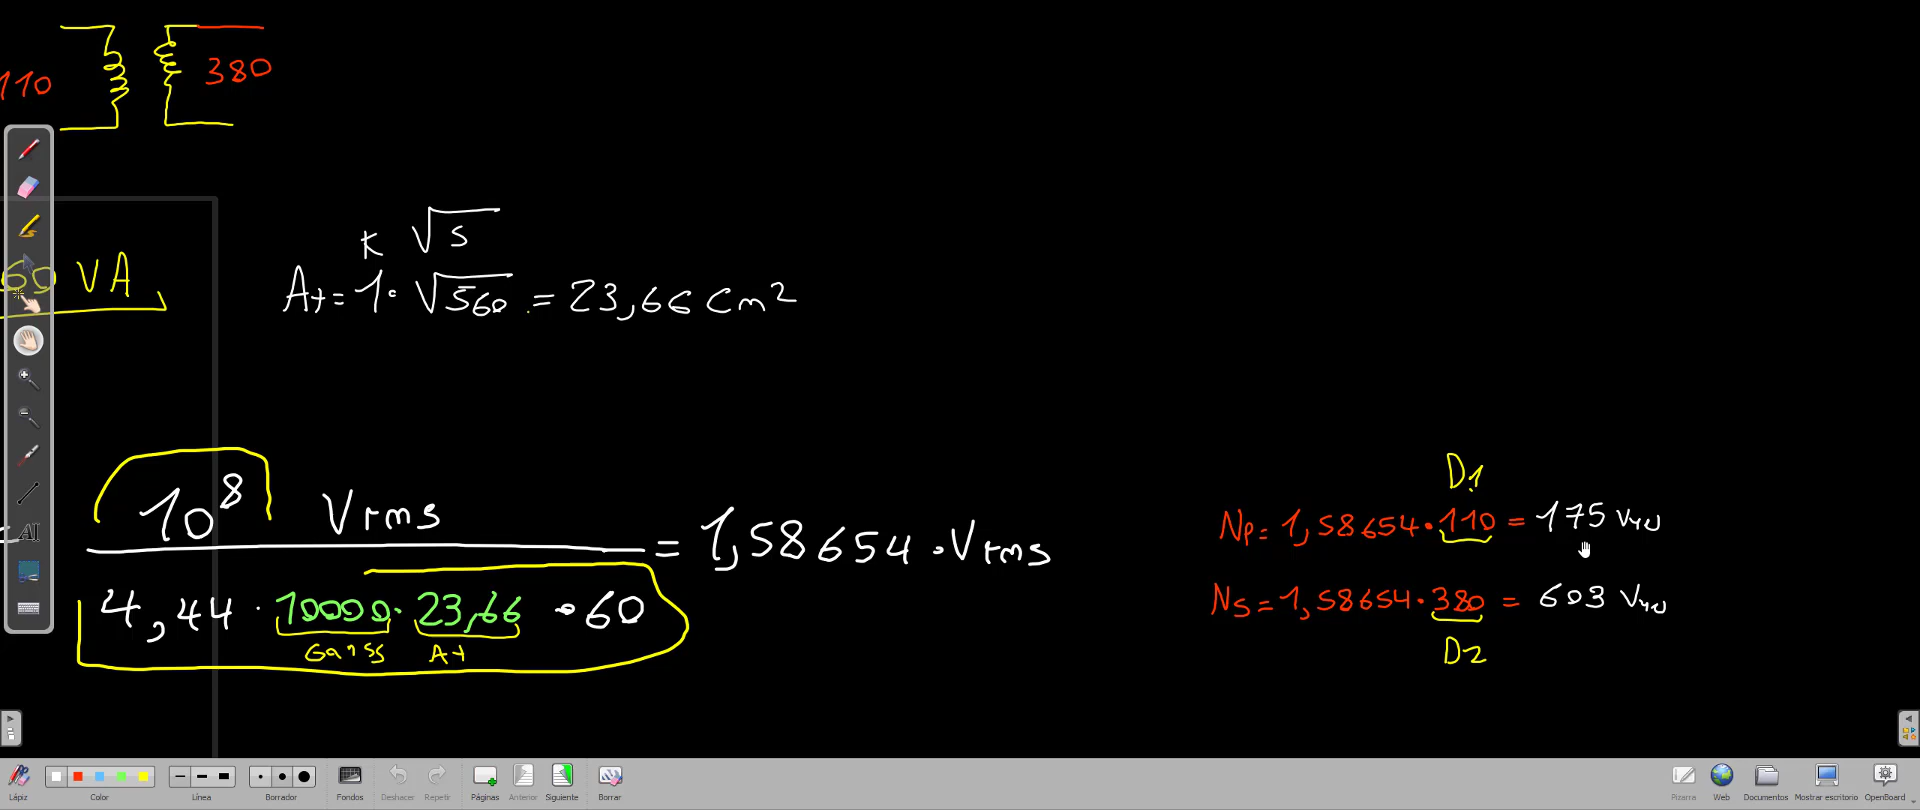 110
380
60 VA
K √s
At = 1 · √560 = 23,66 cm²
10⁸ Vrms
= 1,58654 · Vrms
4,44 · 10000 · 23,66 · 60
Gauss At
D1
Np = 1,58654 · 110 = 175
Ns = 1,58654 · 380 = 603
D2
Lápiz Color Línea Borrador Fondos Deshacer Repetir Páginas Anterior Siguiente Borrar Pizarra Web Documentos Mostrar escritorio OpenBoard